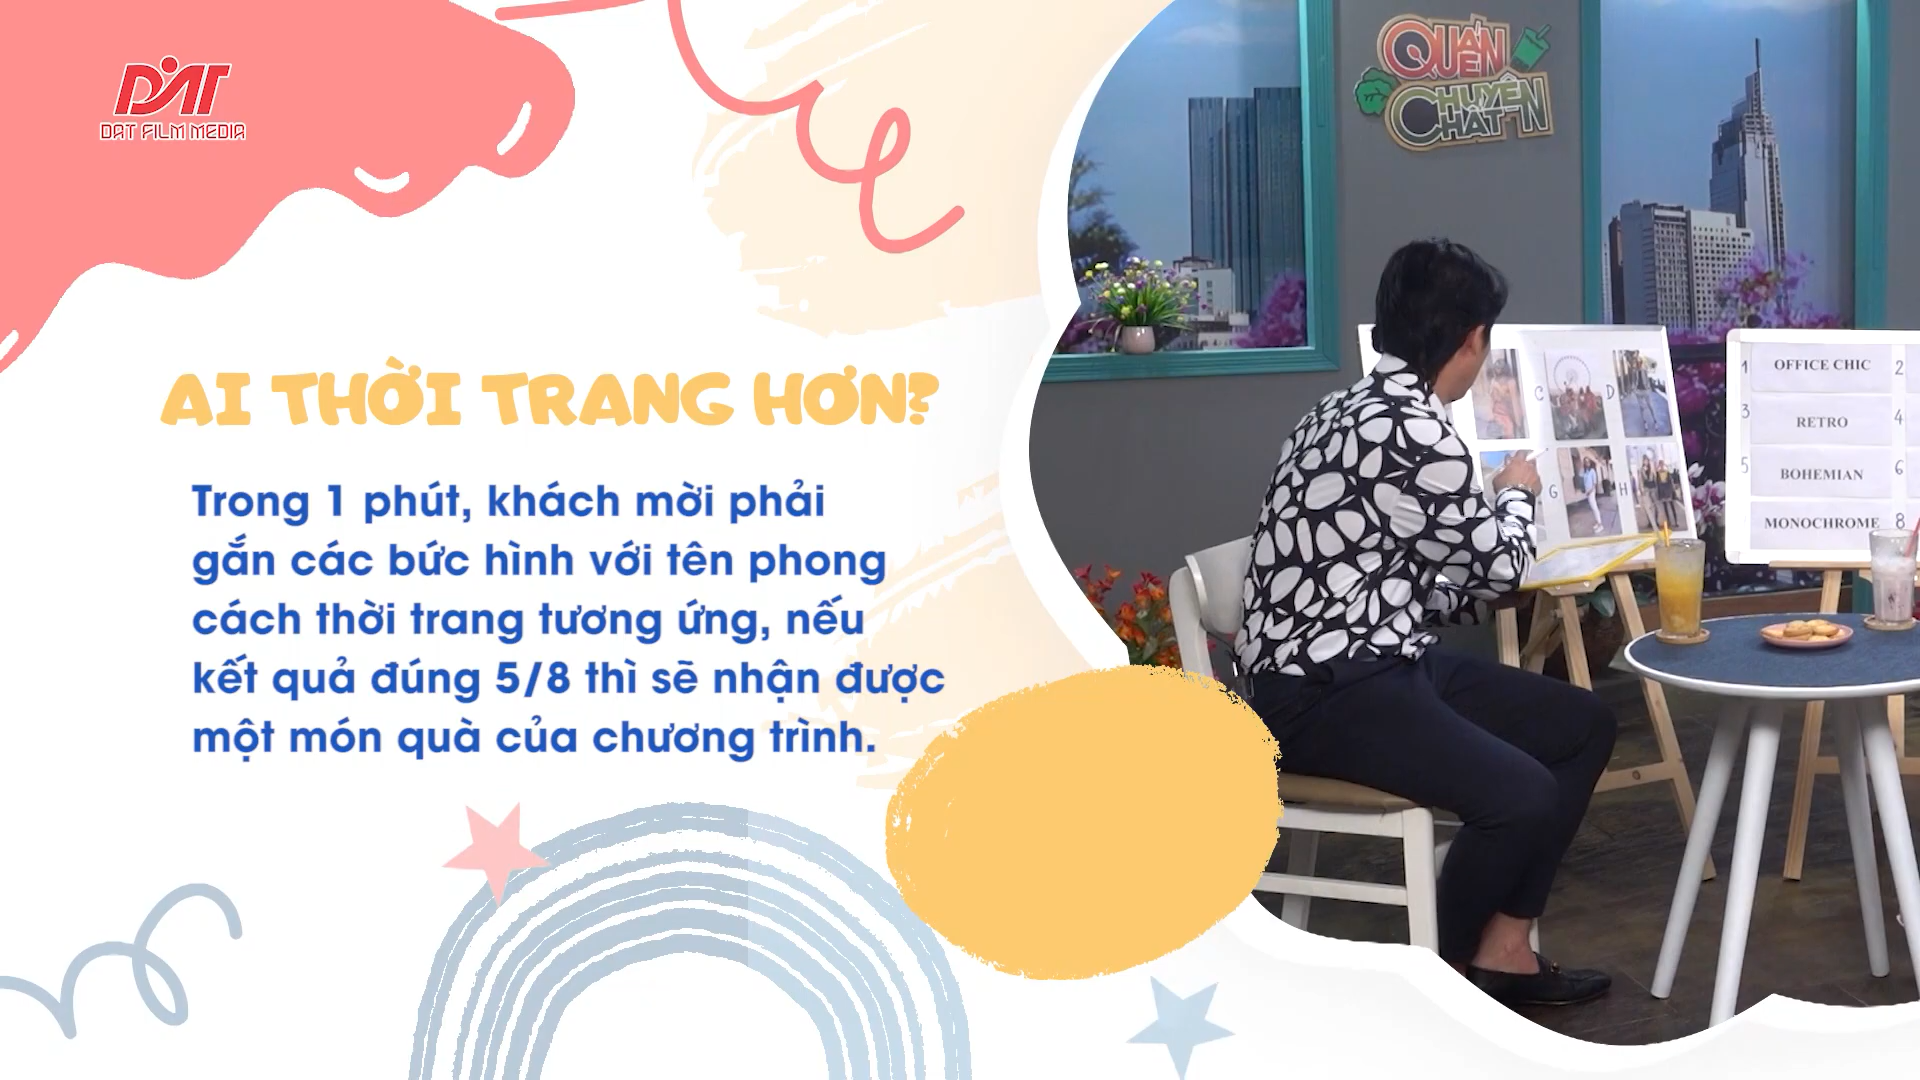 DAT
DAT FILM MEDIA
QUÁN
CHUYÊN
CHẤT
AI THỜI TRANG HƠN?
Trong 1 phút, khách mời phải
gắn các bức hình với tên phong
cách thời trang tương ứng, nếu
kết quả đúng 5/8 thì sẽ nhận được
một món quà của chương trình.
C
D
G
H
1 OFFICE CHIC 2
3 RETRO 4
5 BOHEMIAN 6
MONOCHROME 8